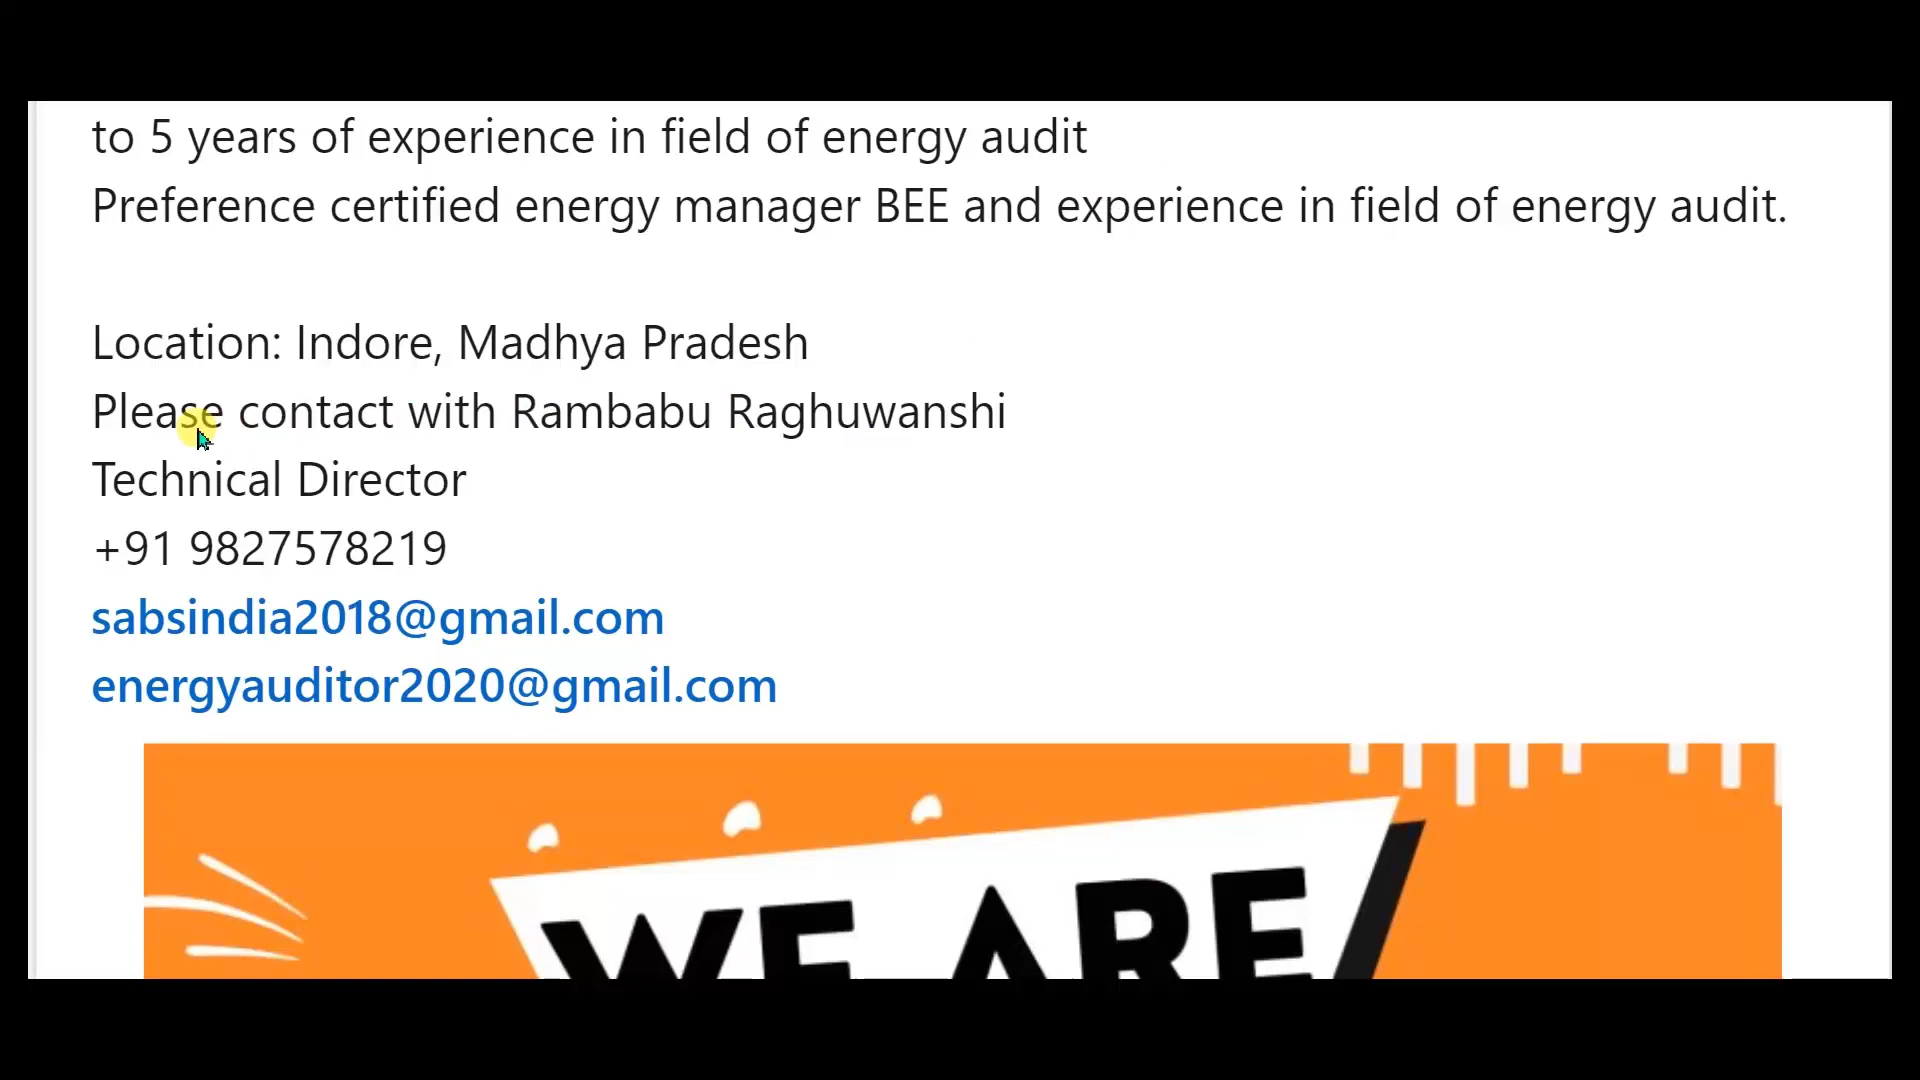 to 5 years of experience in field of energy audit
Preference certified energy manager BEE and experience in field of energy audit.
Location: Indore, Madhya Pradesh
Please contact with Rambabu Raghuwanshi
Technical Director
+91 9827578219
sabsindia2018@gmail.com
energyauditor2020@gmail.com
WE ARE